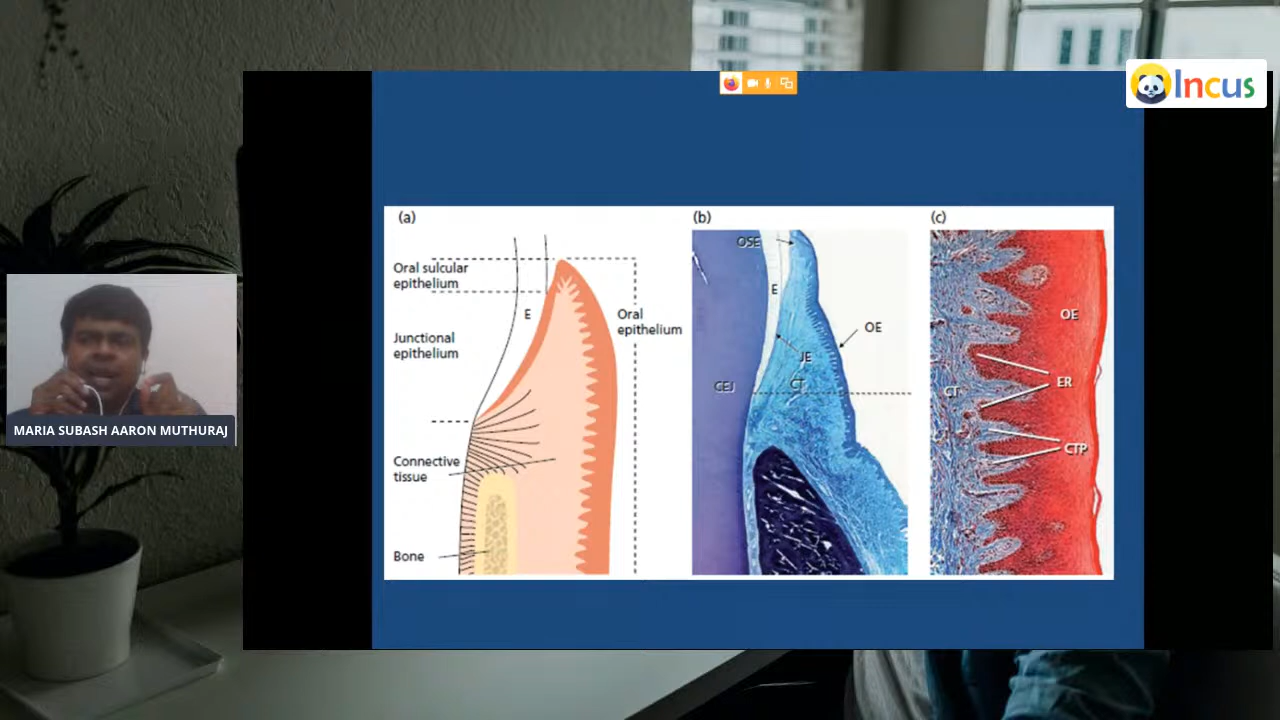 Incus
(a)
(b)
(c)
Oral sulcular
epithelium
E
Oral
epithelium
Junctional
epithelium
Connective
tissue
Bone
OSE
E
OE
JE
CEJ
CT
OE
ER
CT
CTP
MARIA SUBASH AARON MUTHURAJ